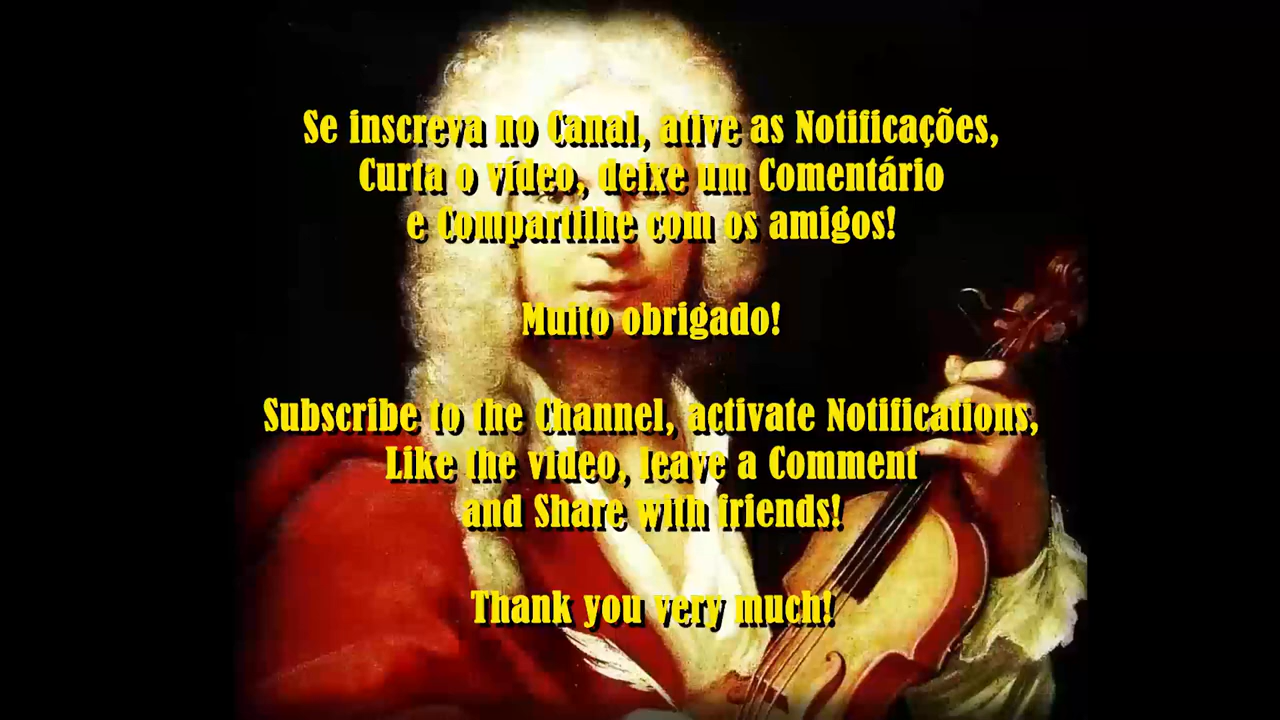 Se inscreva no Canal, ative as Notificações,
Curta o vídeo, deixe um Comentário
e Compartilhe com os amigos!
Muito obrigado!
Subscribe to the Channel, activate Notifications,
Like the video, leave a Comment
and Share with friends!
Thank you very much!